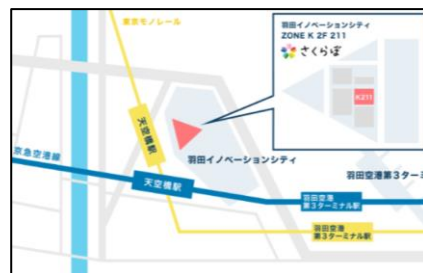 東京モノレール
羽田イノベーションシティ
ZONE K 2F 211
さくらぼ
K211
天空橋駅
羽田イノベーションシティ
京急空港線
天空橋駅
羽田空港第3ターミ
羽田空港
第3ターミナル駅
羽田空港
第3ターミナル駅